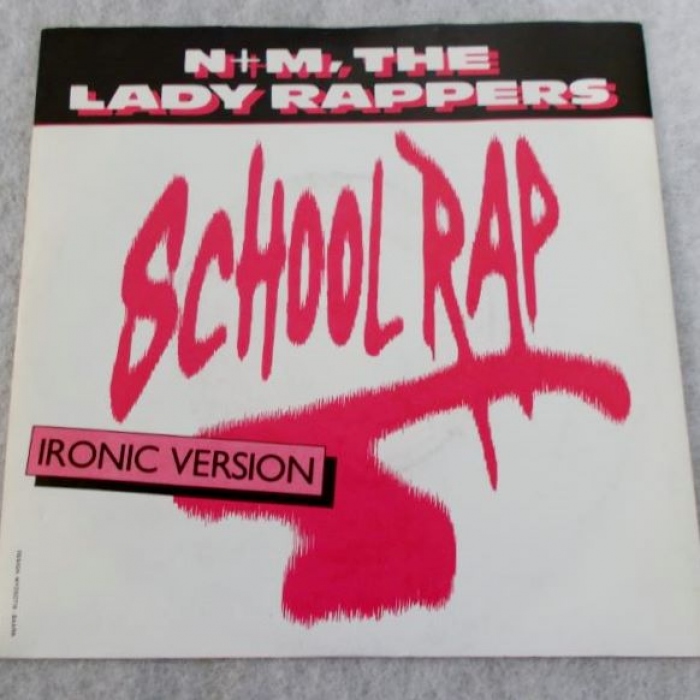 N+M, THE
LADY RAPPERS
SCHOOL RAP
IRONIC VERSION